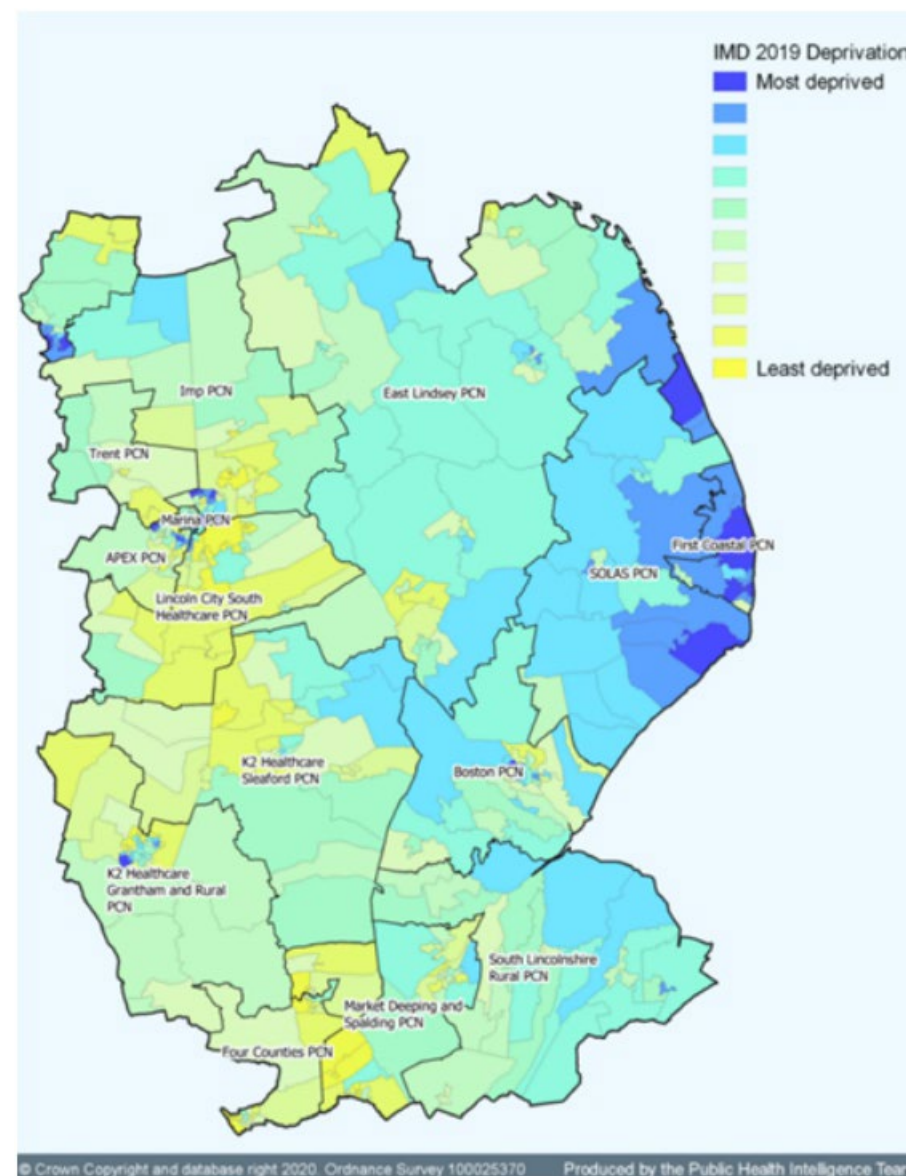 IMD 2019 Deprivation
Most deprived
Least deprived
Imp PCN
East Lindsey PCN
Trent PCN
Marina PCN
APEX PCN
First Coastal PCN
SOLAS PCN
Lincoln City South
Healthcare PCN
K2 Healthcare
Sleaford PCN
Boston PCN
K2 Healthcare
Grantham and Rural
PCN
South Lincolnshire
Rural PCN
Market Deeping and
Spalding PCN
Four Counties PCN
© Crown Copyright and database right 2020. Ordnance Survey 100025370
Produced by the Public Health Intelligence Team